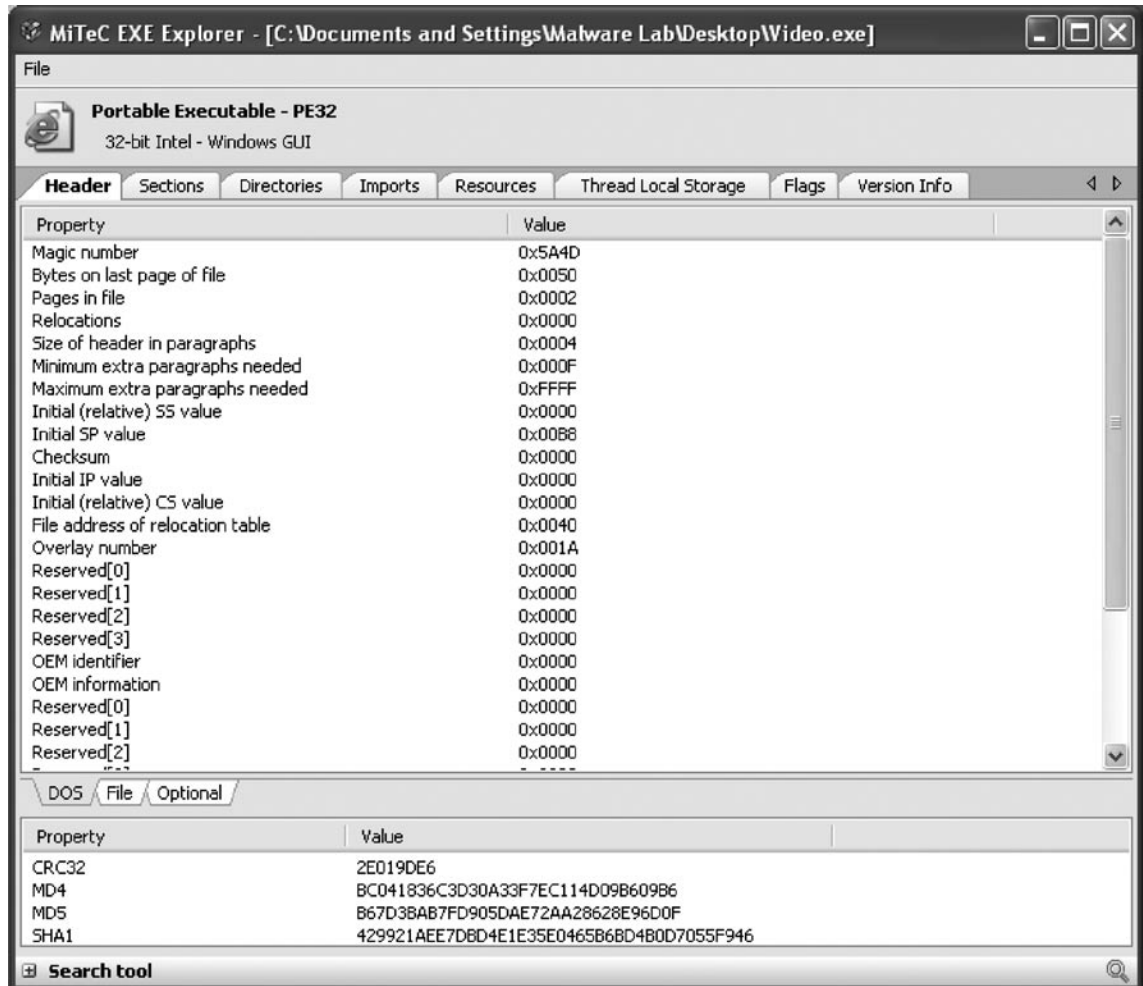 MiTeC EXE Explorer - [C:\Documents and Settings\Malware Lab\Desktop\Video.exe]
File
Portable Executable - PE32
32-bit Intel - Windows GUI
Header Sections Directories Imports Resources Thread Local Storage Flags Version Info
Property Value
Magic number 0x5A4D
Bytes on last page of file 0x0050
Pages in file 0x0002
Relocations 0x0000
Size of header in paragraphs 0x0004
Minimum extra paragraphs needed 0x000F
Maximum extra paragraphs needed 0xFFFF
Initial (relative) SS value 0x0000
Initial SP value 0x00B8
Checksum 0x0000
Initial IP value 0x0000
Initial (relative) CS value 0x0000
File address of relocation table 0x0040
Overlay number 0x001A
Reserved[0] 0x0000
Reserved[1] 0x0000
Reserved[2] 0x0000
Reserved[3] 0x0000
OEM identifier 0x0000
OEM information 0x0000
Reserved[0] 0x0000
Reserved[1] 0x0000
Reserved[2] 0x0000
DOS File Optional
Property Value
CRC32 2E019DE6
MD4 BC041836C3D30A33F7EC114D09B609B6
MD5 B67D3BAB7FD905DAE72AA28628E96D0F
SHA1 429921AEE7DBD4E1E35E0465B6BD4B0D7055F946
Search tool